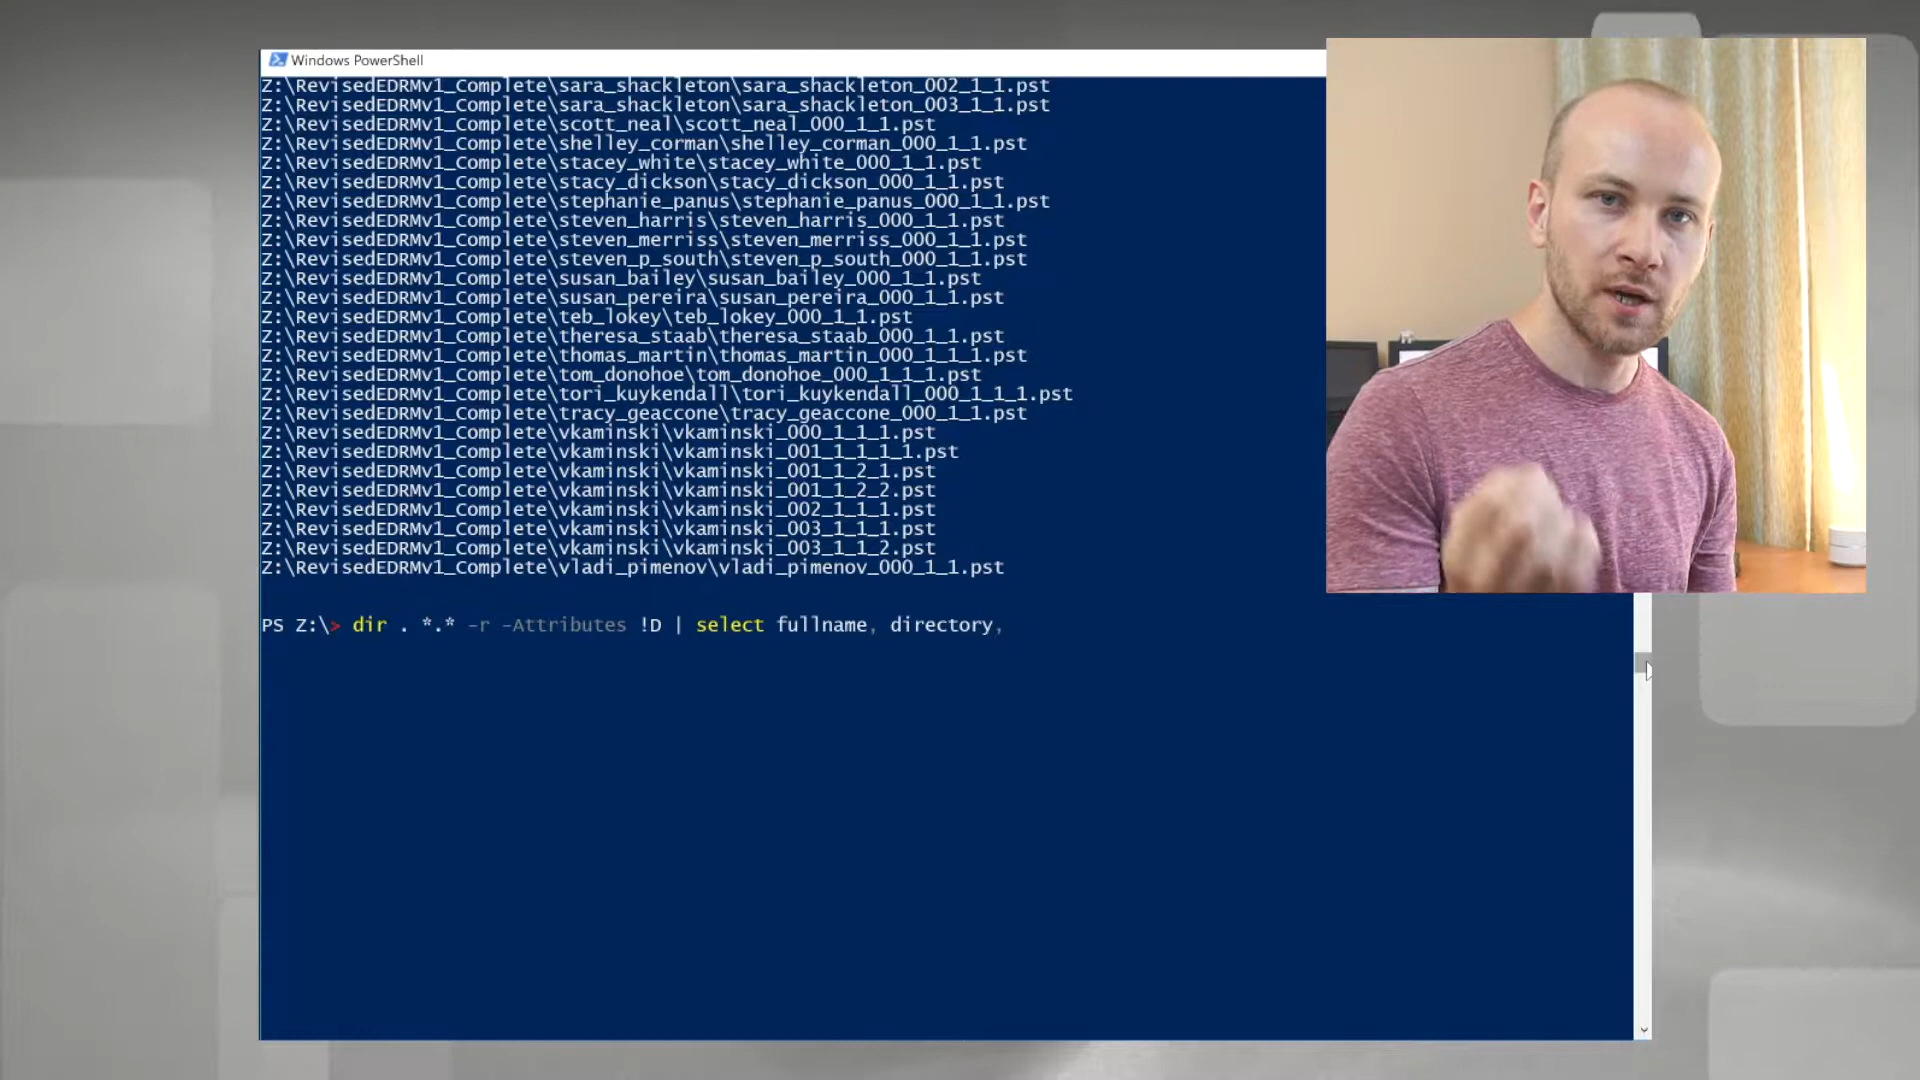 Windows PowerShell
Z:\RevisedEDRMv1_Complete\sara_shackleton\sara_shackleton_002_1_1.pst
Z:\RevisedEDRMv1_Complete\sara_shackleton\sara_shackleton_003_1_1.pst
Z:\RevisedEDRMv1_Complete\scott_neal\scott_neal_000_1_1.pst
Z:\RevisedEDRMv1_Complete\shelley_corman\shelley_corman_000_1_1.pst
Z:\RevisedEDRMv1_Complete\stacey_white\stacey_white_000_1_1.pst
Z:\RevisedEDRMv1_Complete\stacy_dickson\stacy_dickson_000_1_1.pst
Z:\RevisedEDRMv1_Complete\stephanie_panus\stephanie_panus_000_1_1.pst
Z:\RevisedEDRMv1_Complete\steven_harris\steven_harris_000_1_1.pst
Z:\RevisedEDRMv1_Complete\steven_merriss\steven_merriss_000_1_1.pst
Z:\RevisedEDRMv1_Complete\steven_p_south\steven_p_south_000_1_1.pst
Z:\RevisedEDRMv1_Complete\susan_bailey\susan_bailey_000_1_1.pst
Z:\RevisedEDRMv1_Complete\susan_pereira\susan_pereira_000_1_1.pst
Z:\RevisedEDRMv1_Complete\teb_lokey\teb_lokey_000_1_1.pst
Z:\RevisedEDRMv1_Complete\theresa_staab\theresa_staab_000_1_1.pst
Z:\RevisedEDRMv1_Complete\thomas_martin\thomas_martin_000_1_1.pst
Z:\RevisedEDRMv1_Complete\tom_donohoe\tom_donohoe_000_1_1_1.pst
Z:\RevisedEDRMv1_Complete\tori_kuykendall\tori_kuykendall_000_1_1_1.pst
Z:\RevisedEDRMv1_Complete\tracy_geaccone\tracy_geaccone_000_1_1.pst
Z:\RevisedEDRMv1_Complete\vkaminski\vkaminski_000_1_1_1.pst
Z:\RevisedEDRMv1_Complete\vkaminski\vkaminski_001_1_1_1_1.pst
Z:\RevisedEDRMv1_Complete\vkaminski\vkaminski_001_1_2_1.pst
Z:\RevisedEDRMv1_Complete\vkaminski\vkaminski_001_1_2_2.pst
Z:\RevisedEDRMv1_Complete\vkaminski\vkaminski_002_1_1_1.pst
Z:\RevisedEDRMv1_Complete\vkaminski\vkaminski_003_1_1_1.pst
Z:\RevisedEDRMv1_Complete\vkaminski\vkaminski_003_1_1_2.pst
Z:\RevisedEDRMv1_Complete\vladi_pimenov\vladi_pimenov_000_1_1.pst
PS Z:\> dir . *.* -r -Attributes !D | select fullname, directory,